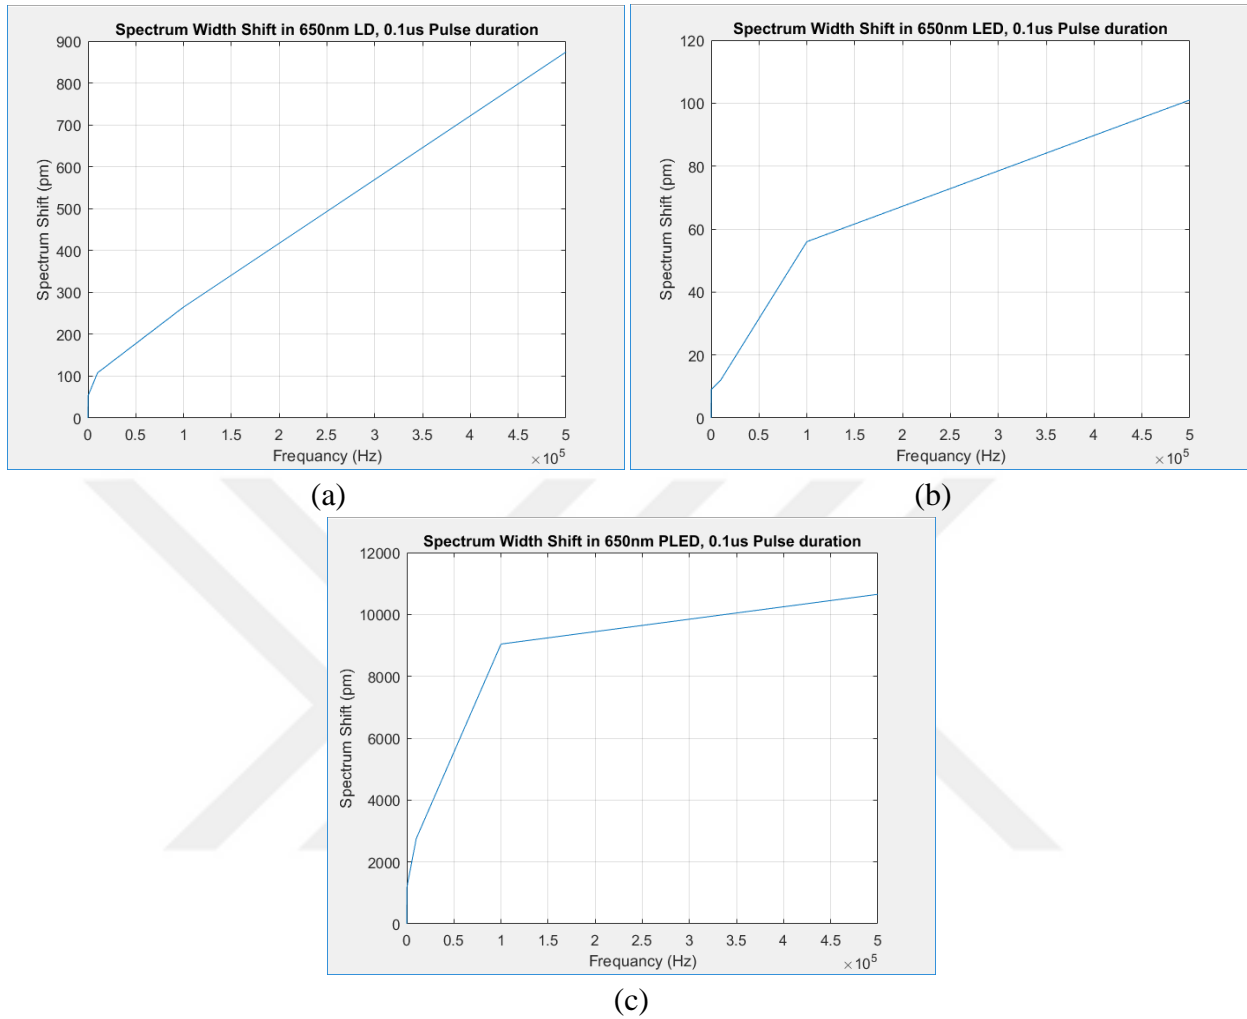 Spectrum Width Shift in 650nm LD, 0.1us Pulse duration
900
800
700
600
500
400
300
200
100
0
Spectrum Shift (pm)
0 0.5 1 1.5 2 2.5 3 3.5 4 4.5 5
Frequancy (Hz)
×10^5
(a)
Spectrum Width Shift in 650nm LED, 0.1us Pulse duration
120
100
80
60
40
20
0
Spectrum Shift (pm)
0 0.5 1 1.5 2 2.5 3 3.5 4 4.5 5
Frequancy (Hz)
×10^5
(b)
Spectrum Width Shift in 650nm PLED, 0.1us Pulse duration
12000
10000
8000
6000
4000
2000
0
Spectrum Shift (pm)
0 0.5 1 1.5 2 2.5 3 3.5 4 4.5 5
Frequancy (Hz)
×10^5
(c)